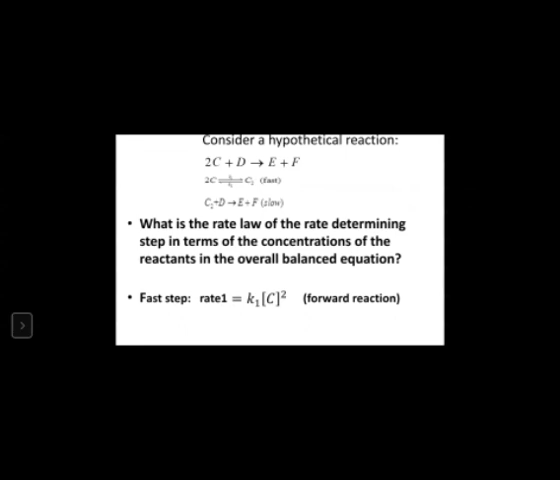 Consider a hypothetical reaction:
2C + D → E + F
2C ⇌ C₂ (fast)
C₂+D → E + F (slow)
• What is the rate law of the rate determining
step in terms of the concentrations of the
reactants in the overall balanced equation?
• Fast step: rate1 = k₁[C]² (forward reaction)